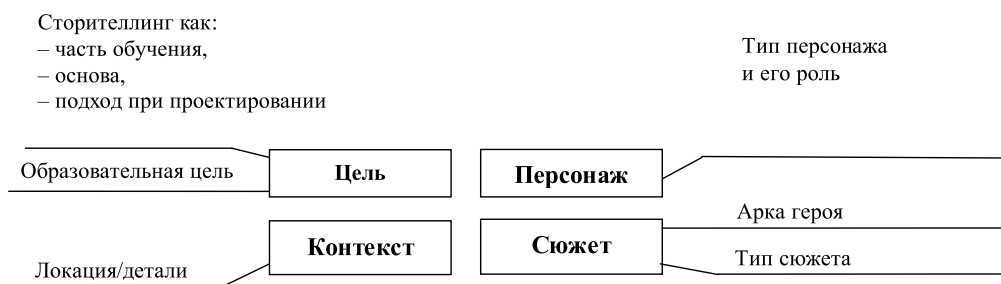 Сторителлинг как:
– часть обучения,
– основа,
– подход при проектировании
Тип персонажа
и его роль
Образовательная цель
Цель
Персонаж
Контекст
Сюжет
Арка героя
Тип сюжета
Локация/детали